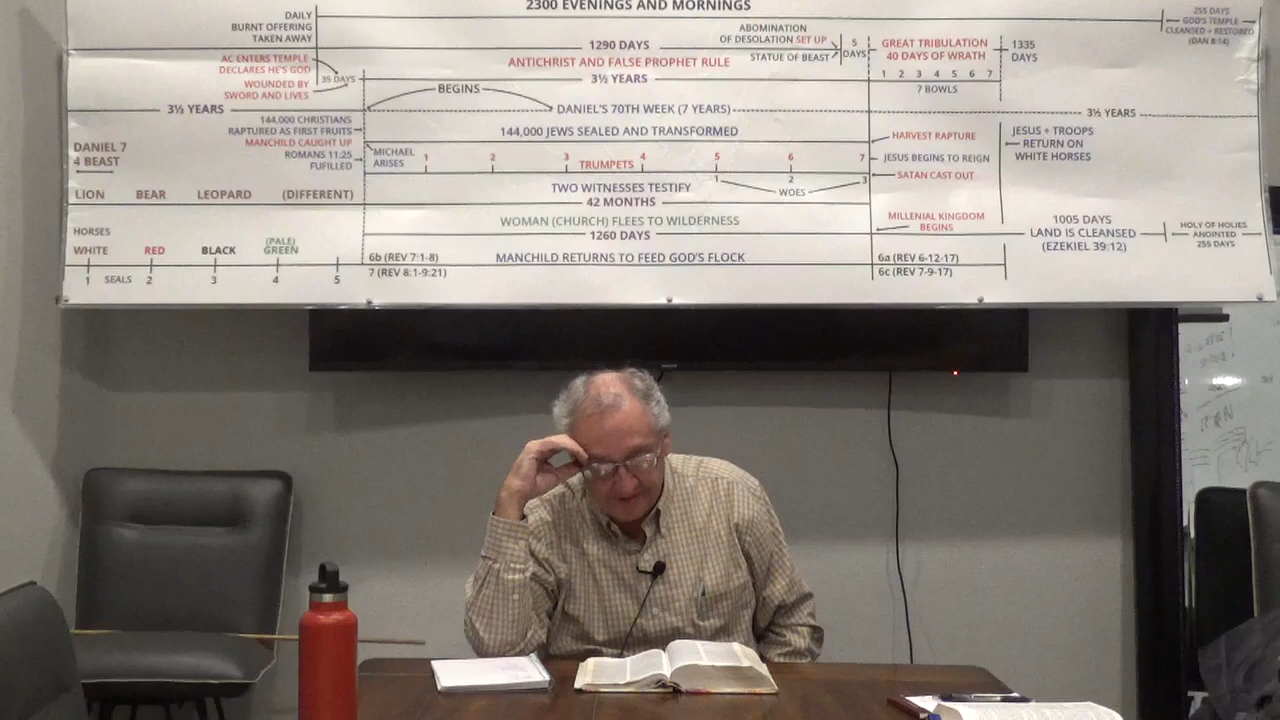 2300 EVENINGS AND MORNINGS
DAILY
BURNT OFFERING
TAKEN AWAY
255 DAYS
GOD'S TEMPLE
CLEANSED + RESTORED
(DAN 8:14)
ABOMINATION
OF DESOLATION SET UP
STATUE OF BEAST
5
DAYS
GREAT TRIBULATION
40 DAYS OF WRATH
1 2 3 4 5 6 7
7 BOWLS
1335
DAYS
1290 DAYS
ANTICHRIST AND FALSE PROPHET RULE
AC ENTERS TEMPLE
DECLARES HE'S GOD
WOUNDED BY
SWORD AND LIVES
35 DAYS
3½ YEARS
BEGINS
3½ YEARS
DANIEL'S 70TH WEEK (7 YEARS)
3½ YEARS
144,000 CHRISTIANS
RAPTURED AS FIRST FRUITS
MANCHILD CAUGHT UP
ROMANS 11:25
FUFILLED
144,000 JEWS SEALED AND TRANSFORMED
HARVEST RAPTURE
JESUS + TROOPS
RETURN ON
WHITE HORSES
DANIEL 7
4 BEAST
MICHAEL
ARISES
1 2 3 4 5 6 7
TRUMPETS
JESUS BEGINS TO REIGN
SATAN CAST OUT
1 2 3
WOES
LION BEAR LEOPARD (DIFFERENT)
TWO WITNESSES TESTIFY
42 MONTHS
WOMAN (CHURCH) FLEES TO WILDERNESS
1260 DAYS
MILLENIAL KINGDOM
BEGINS
1005 DAYS
LAND IS CLEANSED
(EZEKIEL 39:12)
HOLY OF HOLIES
ANOINTED
255 DAYS
HORSES
WHITE RED BLACK (PALE)
GREEN
1 SEALS 2 3 4 5
6b (REV 7:1-8)
7 (REV 8:1-9:21)
MANCHILD RETURNS TO FEED GOD'S FLOCK
6a (REV 6-12-17)
6c (REV 7-9-17)